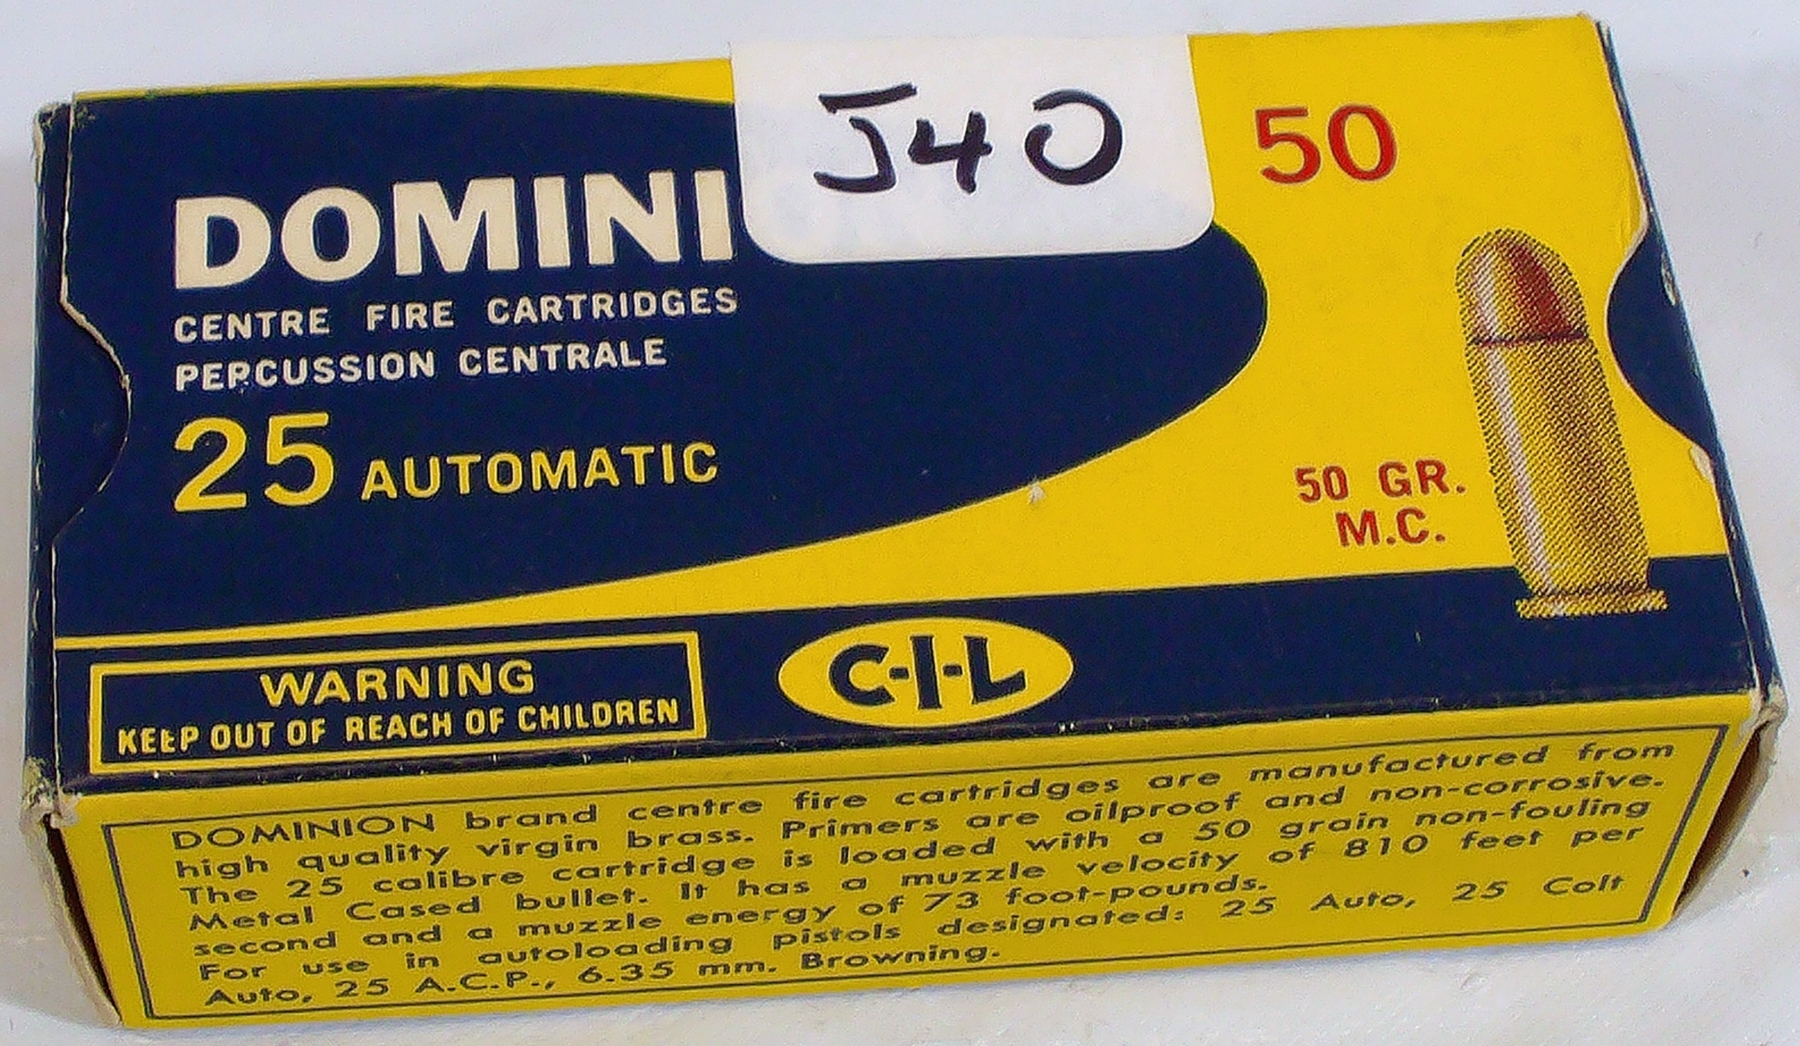 J40
50
DOMINI
CENTRE FIRE CARTRIDGES
PERCUSSION CENTRALE
25 AUTOMATIC
50 GR.
M.C.
WARNING
KEEP OUT OF REACH OF CHILDREN
C-I-L
DOMINION brand centre fire cartridges are manufactured from
high quality virgin brass. Primers are oilproof and non-corrosive.
The 25 calibre cartridge is loaded with a 50 grain non-fouling
Metal Cased bullet. It has a muzzle velocity of 810 feet per
second and a muzzle energy of 73 foot-pounds.
For use in autoloading pistols designated: 25 Auto, 25 Colt
Auto, 25 A.C.P., 6.35 mm. Browning.